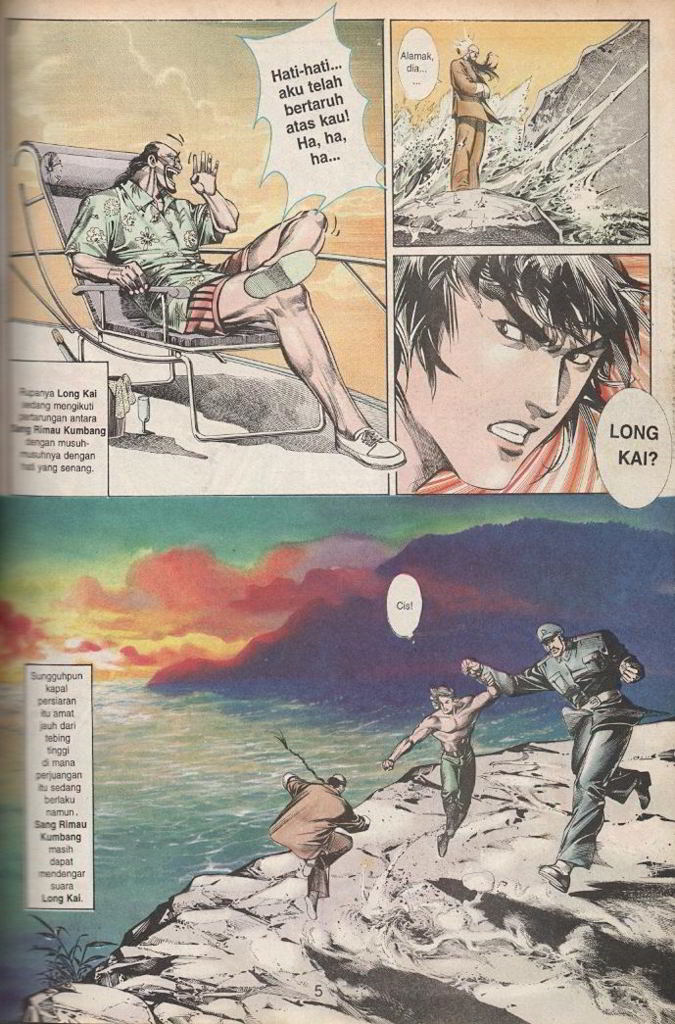 Hati-hati...
aku telah
bertaruh
atas kau!
Ha, ha,
ha...
Rupanya Long Kai
sedang mengikuti
pertarungan antara
Sang Rimau Kumbang
dengan musuh-
musuhnya dengan
hati yang senang.
Alamak,
dia...
...
LONG
KAI?
Cis!
Sungguhpun
kapal
persiaran
itu amat
jauh dari
tebing
tinggi
di mana
perjuangan
itu sedang
berlaku
namun,
Sang Rimau
Kumbang
masih
dapat
mendengar
suara
Long Kai.
5